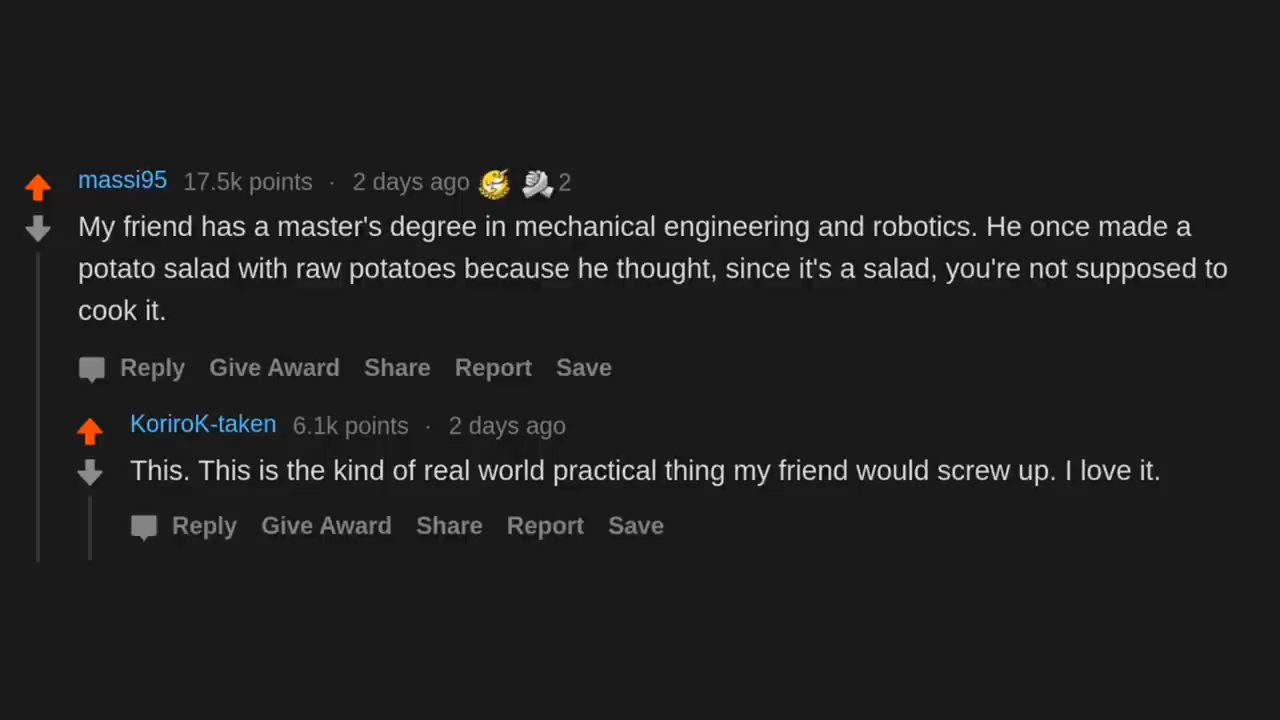 massi95 17.5k points · 2 days ago 2
My friend has a master's degree in mechanical engineering and robotics. He once made a
potato salad with raw potatoes because he thought, since it's a salad, you're not supposed to
cook it.
Reply Give Award Share Report Save
KoriroK-taken 6.1k points · 2 days ago
This. This is the kind of real world practical thing my friend would screw up. I love it.
Reply Give Award Share Report Save